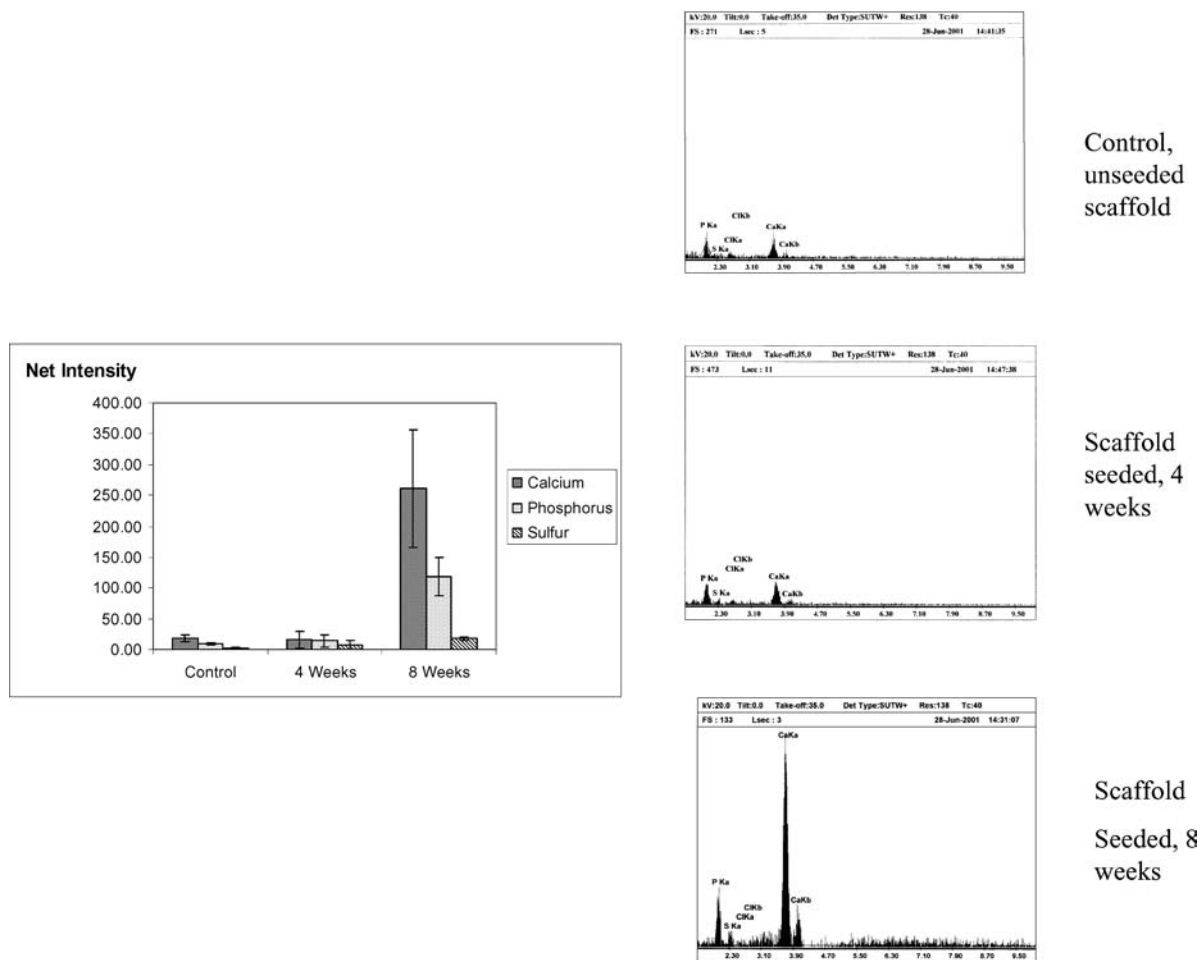 kV:20.0 Tilt:0.0 Take-off:35.0 Det Type:SUTW+ Res:138 Tc:40
FS : 271 Lsec : 5 28-Jun-2001 14:41:35
ClKb
P Ka CaKa
ClKa
S Ka CaKb
2.30 3.10 3.90 4.70 5.50 6.30 7.10 7.90 8.70 9.50
Control,
unseeded
scaffold
Net Intensity
400.00
350.00
300.00
250.00
200.00
150.00
100.00
50.00
0.00
Control 4 Weeks 8 Weeks
Calcium
Phosphorus
Sulfur
kV:20.0 Tilt:0.0 Take-off:35.0 Det Type:SUTW+ Res:138 Tc:40
FS : 473 Lsec : 11 28-Jun-2001 14:47:38
ClKb
ClKa
P Ka CaKa
S Ka CaKb
2.30 3.10 3.90 4.70 5.50 6.30 7.10 7.90 8.70 9.50
Scaffold
seeded, 4
weeks
kV:20.0 Tilt:0.0 Take-off:35.0 Det Type:SUTW+ Res:138 Tc:40
FS : 133 Lsec : 3 28-Jun-2001 14:31:07
CaKa
P Ka
CaKb
ClKb
ClKa
S Ka
2.30 3.10 3.90 4.70 5.50 6.30 7.10 7.90 8.70 9.50
Scaffold
Seeded, 8
weeks